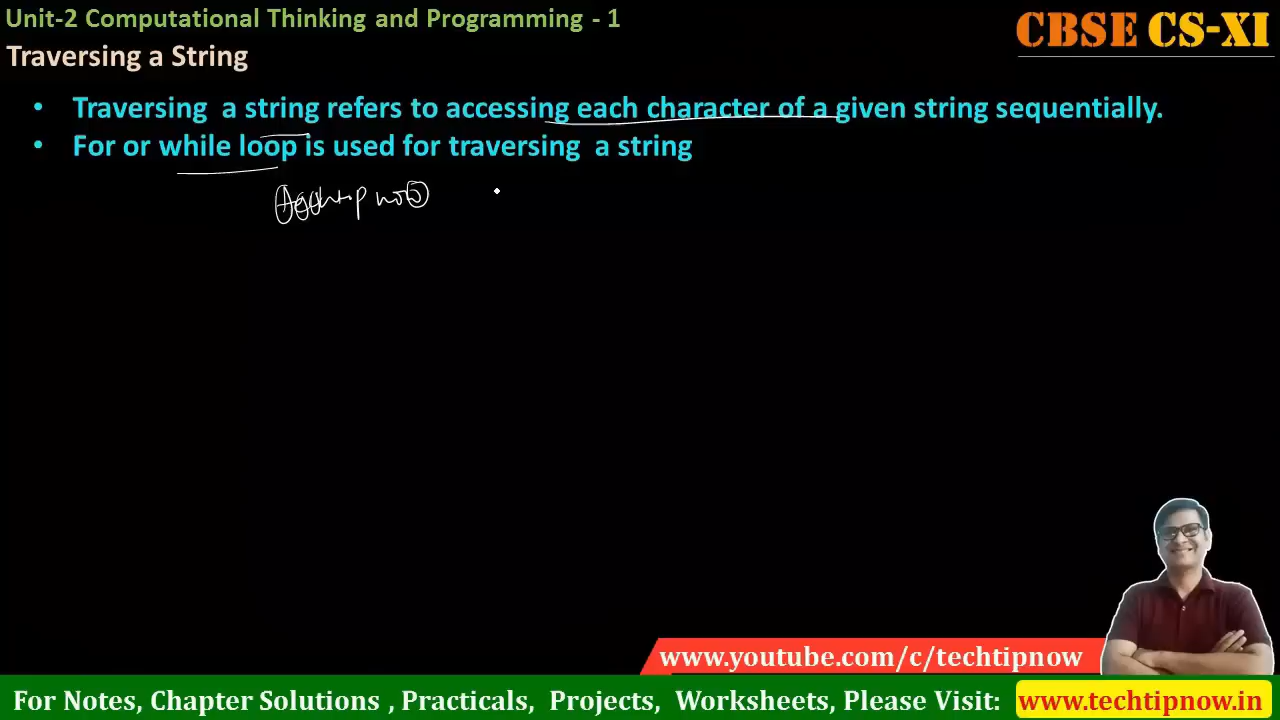 Unit-2 Computational Thinking and Programming - 1
CBSE CS-XI
Traversing a String
• Traversing a string refers to accessing each character of a given string sequentially.
• For or while loop is used for traversing a string
techtipnow
www.youtube.com/c/techtipnow
For Notes, Chapter Solutions , Practicals, Projects, Worksheets, Please Visit: www.techtipnow.in